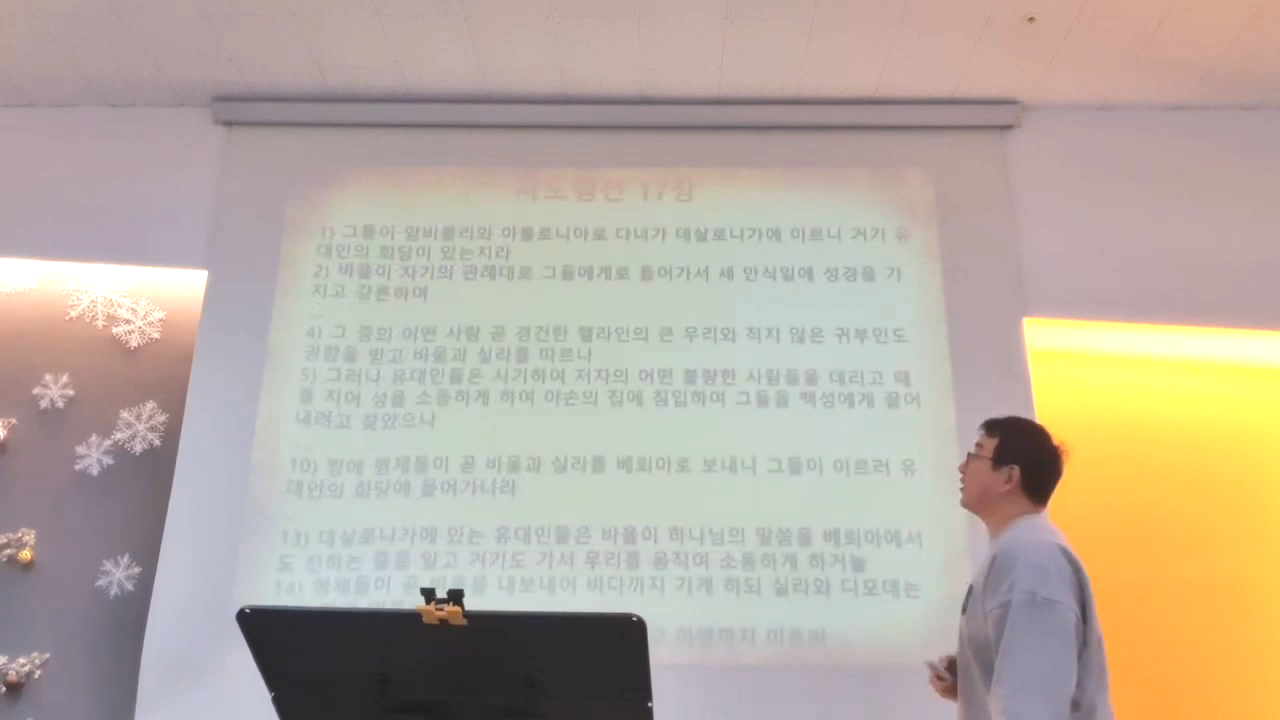 사도행전 17장
1) 그들이 암비볼리와 아볼로니아로 다녀가 데살로니가에 이르니 거기 유
대인의 회당이 있는지라
2) 바울이 자기의 관례대로 그들에게로 들어가서 세 안식일에 성경을 가
지고 강론하며
...
4) 그 중의 어떤 사람 곧 경건한 헬라인의 큰 무리와 적지 않은 귀부인도
권함을 받고 바울과 실라를 따르나
5) 그러나 유대인들은 시기하여 저자의 어떤 불량한 사람들을 데리고 떼
를 지어 성을 소동하게 하여 야손의 집에 침입하여 그들을 백성에게 끌어
내려고 찾았으나
...
10) 밤에 형제들이 곧 바울과 실라를 베뢰아로 보내니 그들이 이르러 유
대인의 회당에 들어가니라
13) 데살로니가에 있는 유대인들은 바울이 하나님의 말씀을 베뢰아에서
도 전하는 줄을 알고 거기도 가서 무리를 움직여 소동하게 하거늘
14) 형제들이 곧 바울을 내보내어 바다까지 가게 하되 실라와 디모데는
아덴까지 이르러